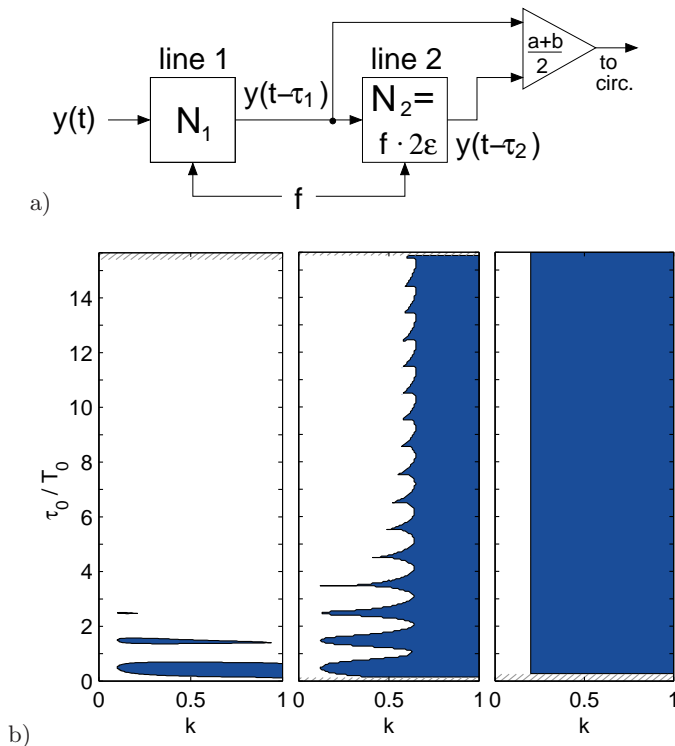 line 1
line 2
y(t)
N₁
y(t–τ₁)
N₂=
f · 2ε
y(t–τ₂)
a+b
2
to
circ.
f
a)
τ₀ / T₀
14
12
10
8
6
4
2
0
0 0.5 1 0 0.5 1 0 0.5 1
k k k
b)